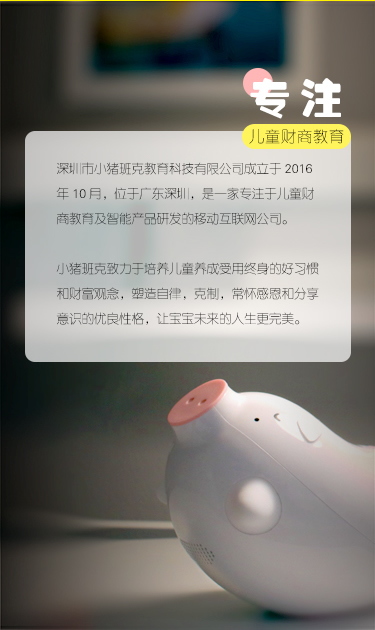 专注
儿童财商教育
深圳市小猪班克教育科技有限公司成立于 2016
年 10 月，位于广东深圳，是一家专注于儿童财
商教育及智能产品研发的移动互联网公司。
小猪班克致力于培养儿童养成受用终身的好习惯
和财富观念，塑造自律，克制，常怀感恩和分享
意识的优良性格，让宝宝未来的人生更完美。